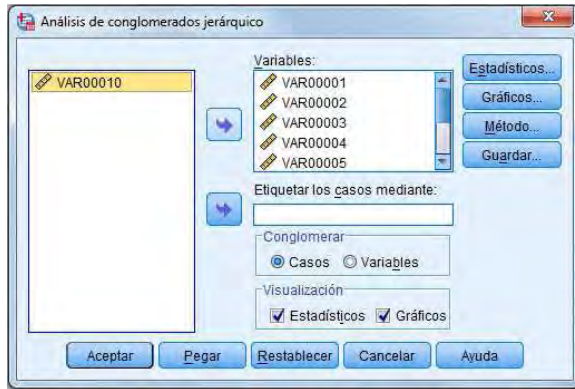 Análisis de conglomerados jerárquico
VAR00010
Variables:
VAR00001
VAR00002
VAR00003
VAR00004
VAR00005
Estadísticos...
Gráficos...
Método...
Guardar...
Etiquetar los casos mediante:
Conglomerar
Casos Variables
Visualización
Estadísticos Gráficos
Aceptar Pegar Restablecer Cancelar Ayuda